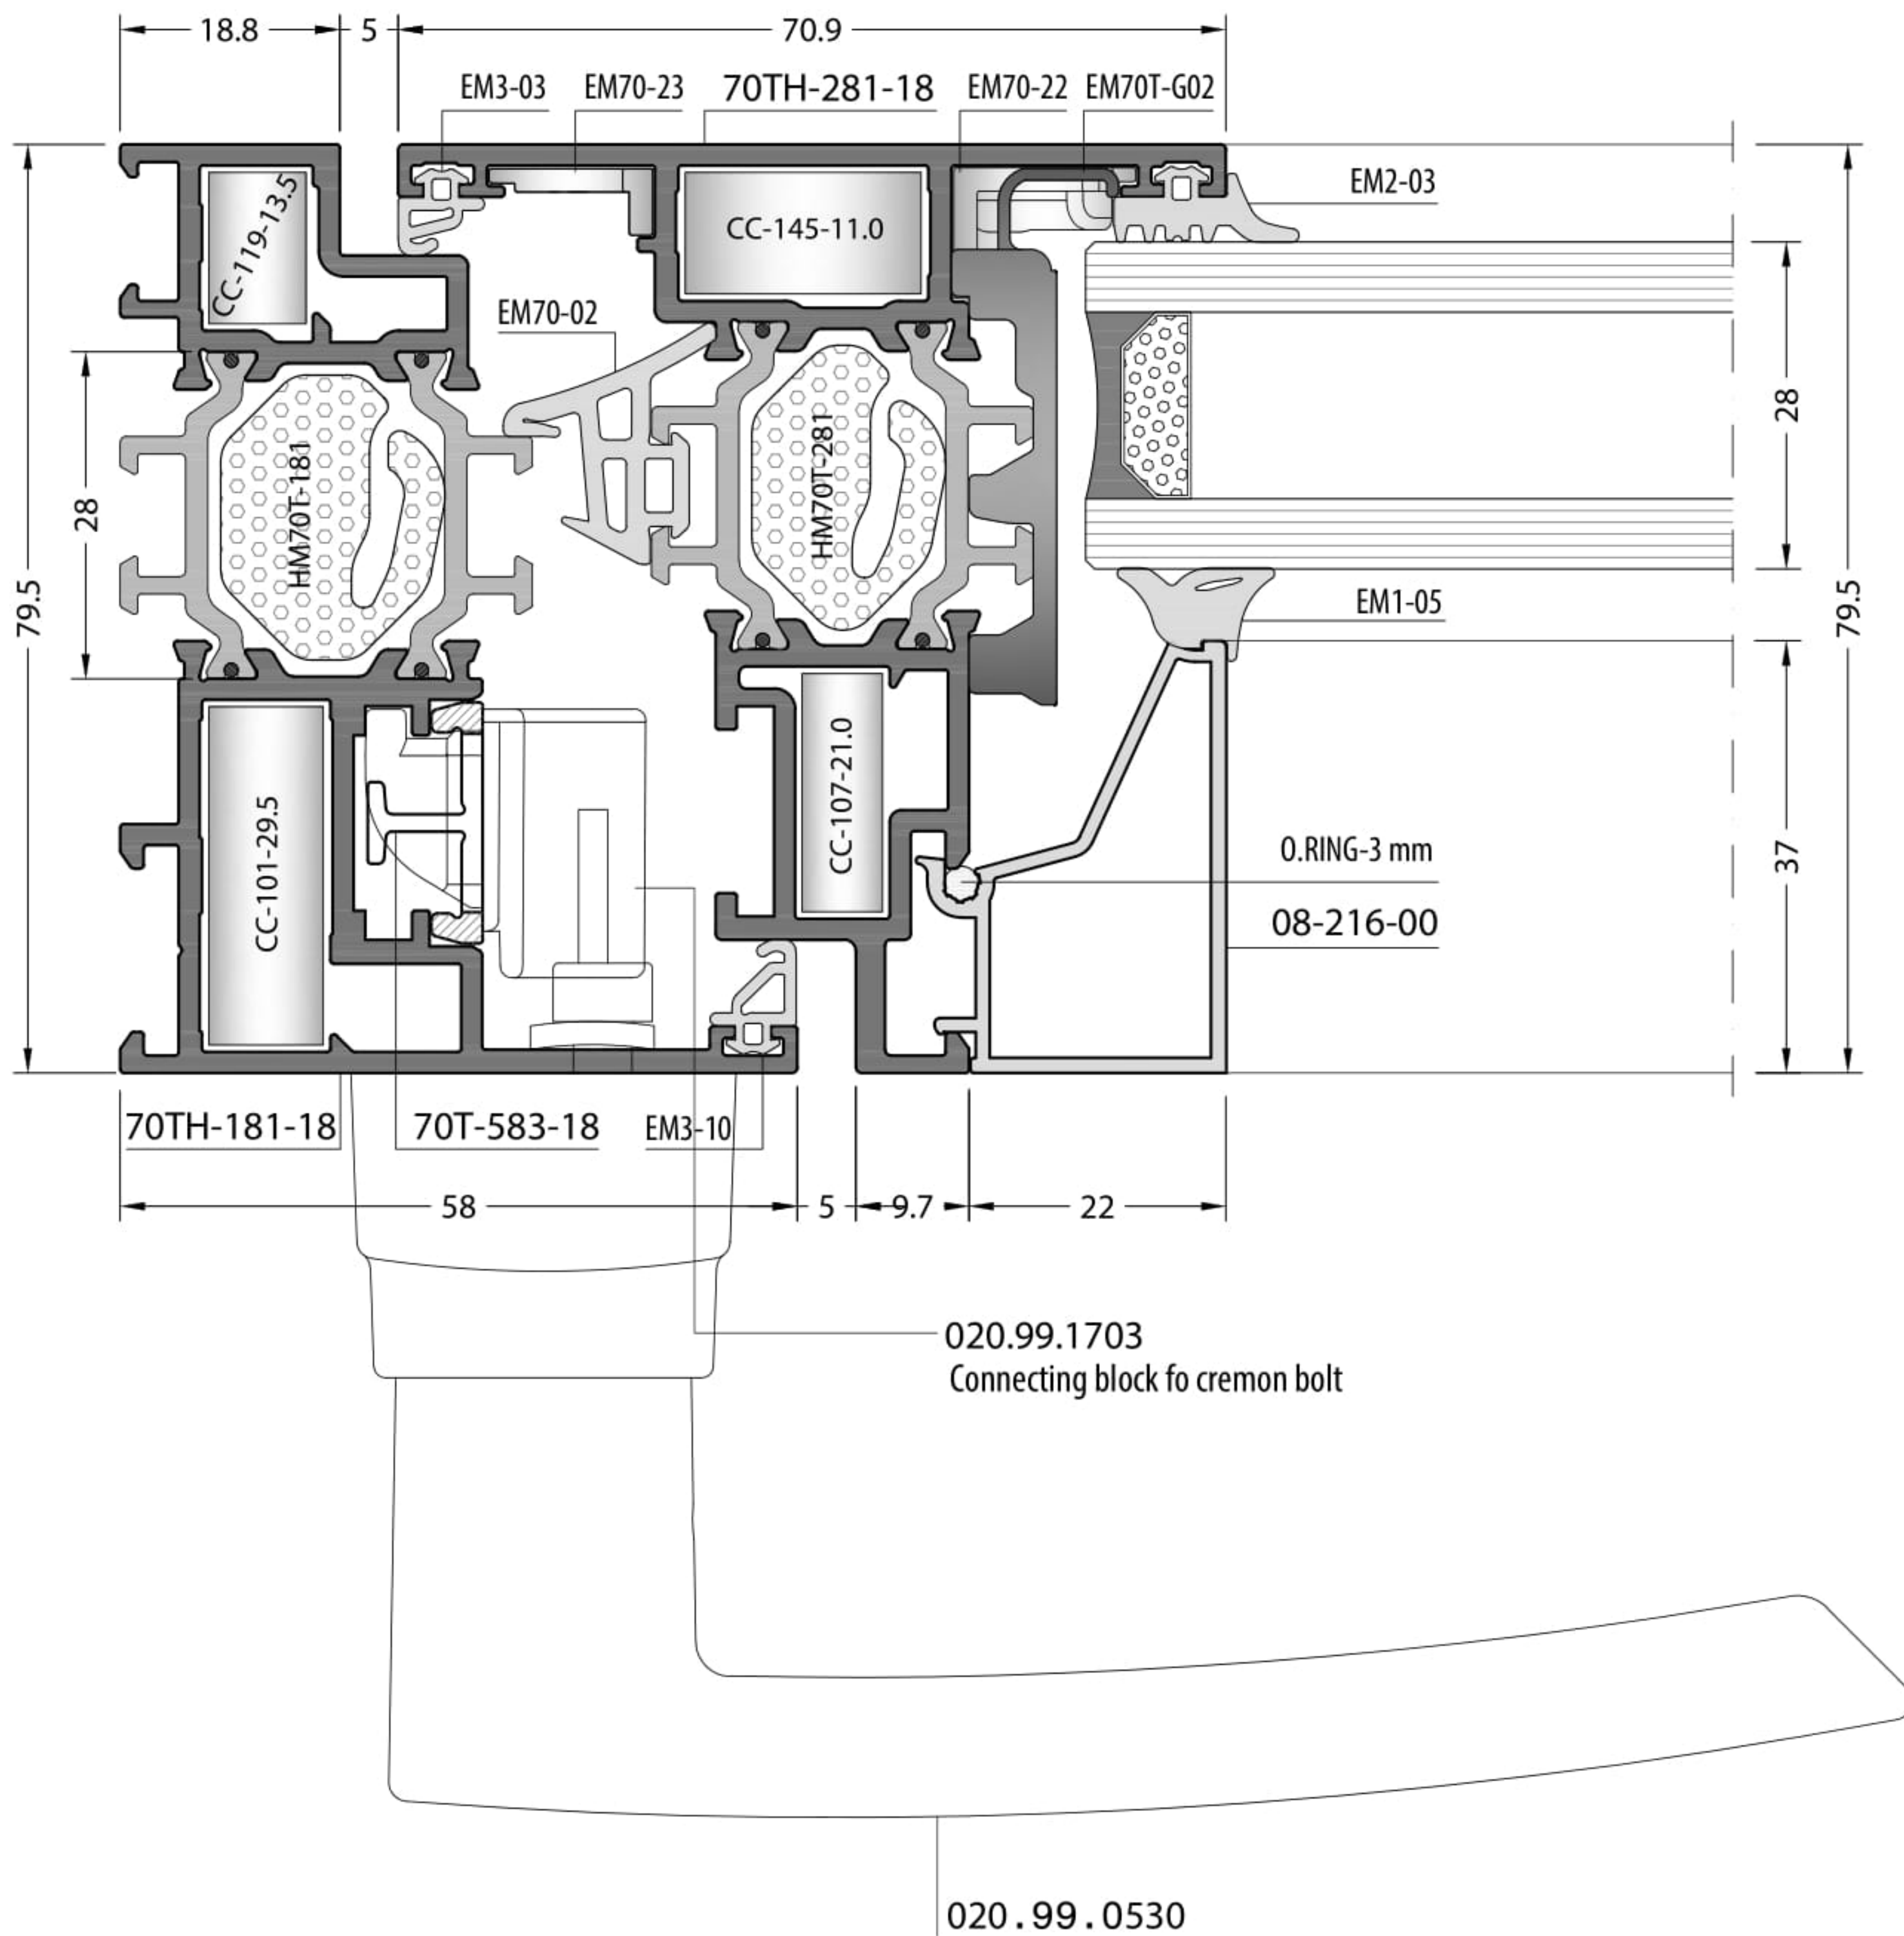 18.8
5
70.9
EM3-03
EM70-23
70TH-281-18
EM70-22
EM70T-G02
EM2-03
CC-119-13.5
CC-145-11.0
EM70-02
HM70T-181
HM70T-281
28
28
79.5
79.5
EM1-05
CC-101-29.5
CC-107-21.0
O.RING-3 mm
37
08-216-00
70TH-181-18
70T-583-18
EM3-10
58
5
9.7
22
020.99.1703
Connecting block fo cremon bolt
020.99.0530